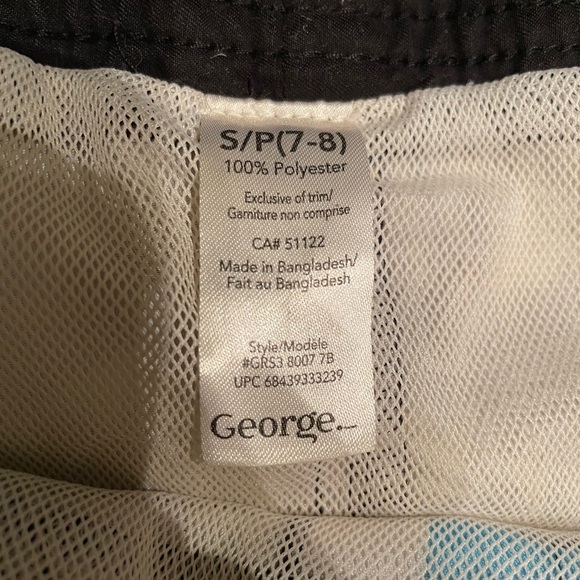 S/P(7-8)
100% Polyester
Exclusive of trim/
Garniture non comprise
CA# 51122
Made in Bangladesh/
Fait au Bangladesh
Style/Modèle
#GRS3 8007 7B
UPC 68439333239
George.